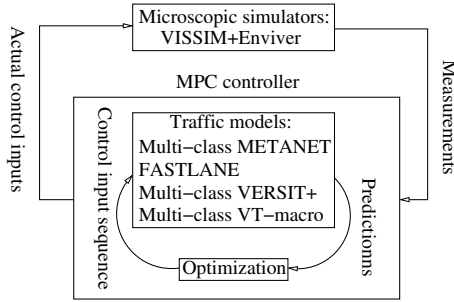 Microscopic simulators:
VISSIM+Enviver
Actual control inputs
Measurements
MPC controller
Control input sequence
Traffic models:
Multi−class METANET
FASTLANE
Multi−class VERSIT+
Multi−class VT−macro
Predictionns
Optimization